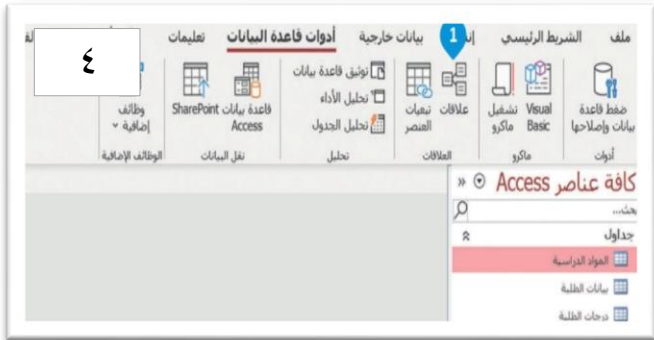 ملف الشريط الرئيسي إنـ 1 بيانات خارجية أدوات قاعدة البيانات تعليمات
٤
ضغط قاعدة بيانات وإصلاحها
Visual Basic
تشغيل ماكرو
علاقات
تبعيات العنصر
توثيق قاعدة بيانات
تحليل الأداء
تحليل الجدول
قاعدة بيانات Access
SharePoint
وظائف إضافية
أدوات ماكرو العلاقات تحليل نقل البيانات الوظائف الإضافية
كافة عناصر Access
بحث...
جداول
المواد الدراسية
بيانات الطلبة
درجات الطلبة